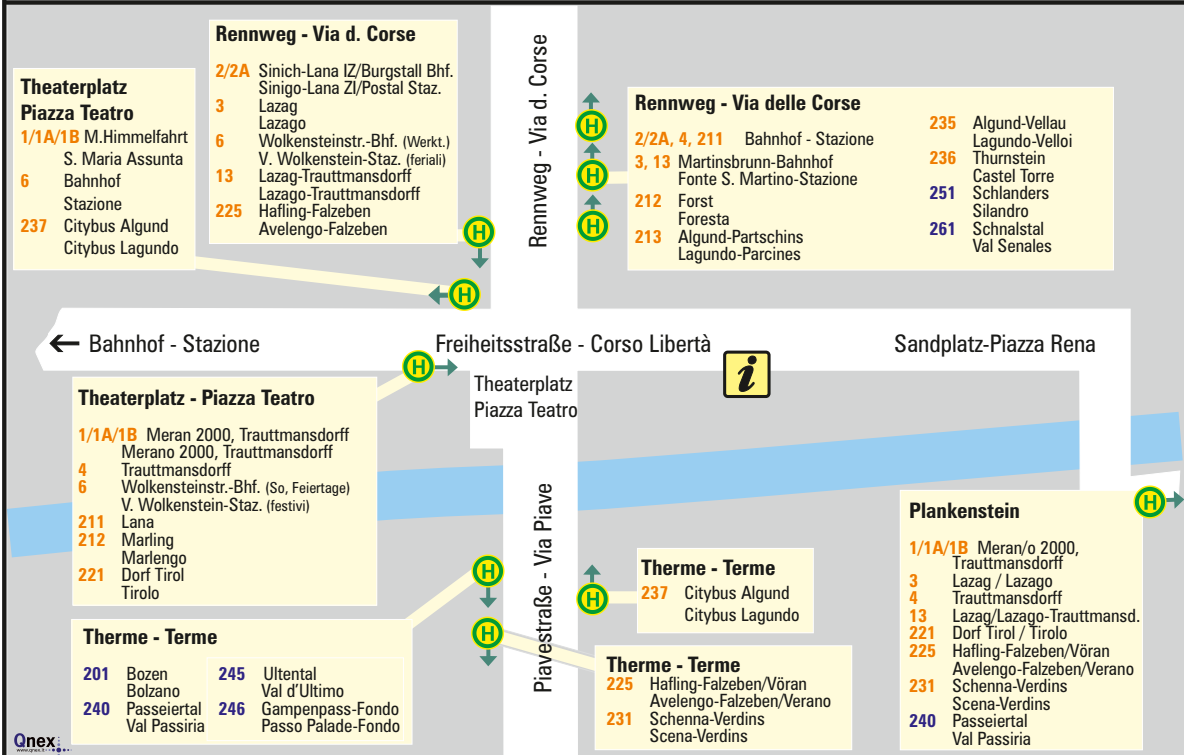 Theaterplatz
Piazza Teatro
1/1A/1B M.Himmelfahrt
S. Maria Assunta
6 Bahnhof
Stazione
237 Citybus Algund
Citybus Lagundo
Rennweg - Via d. Corse
2/2A Sinich-Lana IZ/Burgstall Bhf.
Sinigo-Lana ZI/Postal Staz.
3 Lazag
Lazago
6 Wolkensteinstr.-Bhf. (Werkt.)
V. Wolkenstein-Staz. (feriali)
13 Lazag-Trauttmansdorff
Lazago-Trauttmansdorff
225 Hafling-Falzeben
Avelengo-Falzeben
H
H
Rennweg - Via d. Corse
H
H
H
Rennweg - Via delle Corse
2/2A, 4, 211 Bahnhof - Stazione
3, 13 Martinsbrunn-Bahnhof
Fonte S. Martino-Stazione
212 Forst
Foresta
213 Algund-Partschins
Lagundo-Parcines
235 Algund-Vellau
Lagundo-Velloi
236 Thurnstein
Castel Torre
251 Schlanders
Silandro
261 Schnalstal
Val Senales
Bahnhof - Stazione
Freiheitsstraße - Corso Libertà
Sandplatz-Piazza Rena
H
i
Theaterplatz
Piazza Teatro
Theaterplatz - Piazza Teatro
1/1A/1B Meran 2000, Trauttmansdorff
Merano 2000, Trauttmansdorff
4 Trauttmansdorff
6 Wolkensteinstr.-Bhf. (So, Feiertage)
V. Wolkenstein-Staz. (festivi)
211 Lana
212 Marling
Marlengo
221 Dorf Tirol
Tirolo
H
H
Piavestraße - Via Piave
H
Therme - Terme
237 Citybus Algund
Citybus Lagundo
H
Plankenstein
1/1A/1B Meran/o 2000,
Trauttmansdorff
3 Lazag / Lazago
4 Trauttmansdorff
13 Lazag/Lazago-Trauttmansd.
221 Dorf Tirol / Tirolo
225 Hafling-Falzeben/Vöran
Avelengo-Falzeben/Verano
231 Schenna-Verdins
Scena-Verdins
240 Passeiertal
Val Passiria
Therme - Terme
201 Bozen
Bolzano
240 Passeiertal
Val Passiria
245 Ultental
Val d'Ultimo
246 Gampenpass-Fondo
Passo Palade-Fondo
Therme - Terme
225 Hafling-Falzeben/Vöran
Avelengo-Falzeben/Verano
231 Schenna-Verdins
Scena-Verdins
Qnex
www.qnex.it